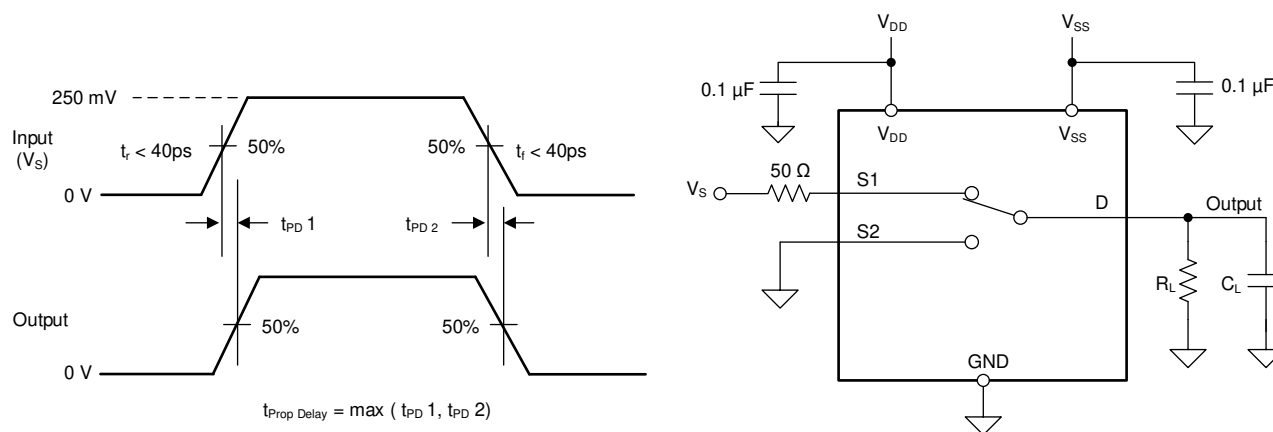 250 mV
Input
(VS)
tr < 40ps
50%
50%
tf < 40ps
0 V
tPD 1
tPD 2
Output
50%
50%
0 V
tProp Delay = max ( tPD 1, tPD 2)
VDD
VSS
0.1 µF
0.1 µF
VDD
VSS
50 Ω
VS
S1
D
Output
S2
RL
CL
GND